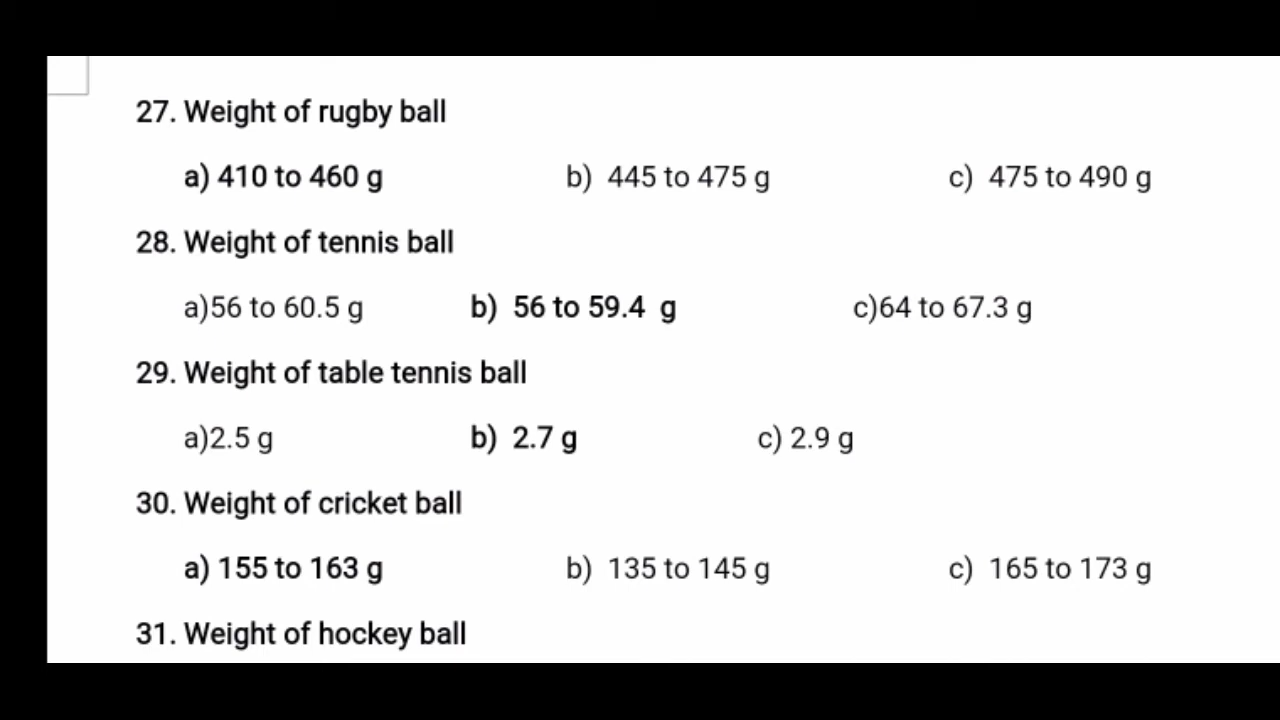 27. Weight of rugby ball
a) 410 to 460 g b) 445 to 475 g c) 475 to 490 g
28. Weight of tennis ball
a)56 to 60.5 g b) 56 to 59.4 g c)64 to 67.3 g
29. Weight of table tennis ball
a)2.5 g b) 2.7 g c) 2.9 g
30. Weight of cricket ball
a) 155 to 163 g b) 135 to 145 g c) 165 to 173 g
31. Weight of hockey ball